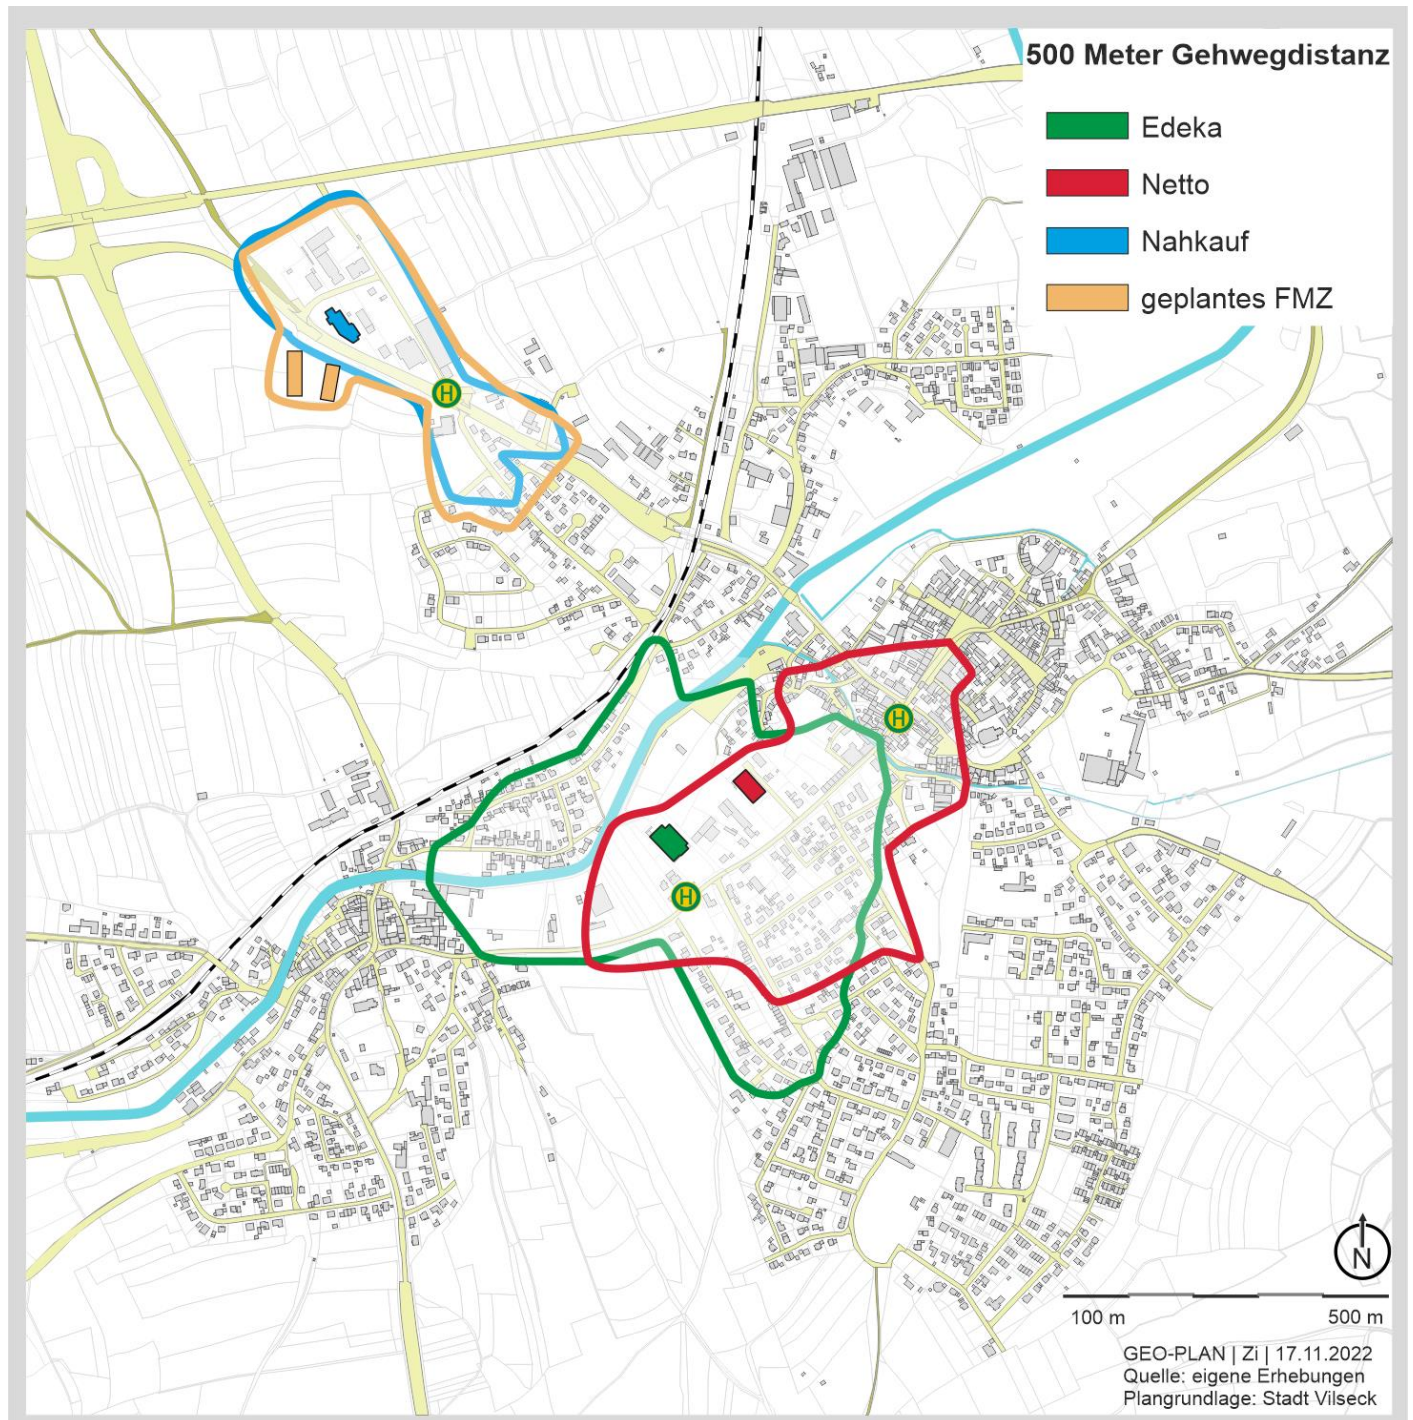 500 Meter Gehwegdistanz
Edeka
Netto
Nahkauf
geplantes FMZ
H
H
H
N
100 m 500 m
GEO-PLAN | Zi | 17.11.2022
Quelle: eigene Erhebungen
Plangrundlage: Stadt Vilseck